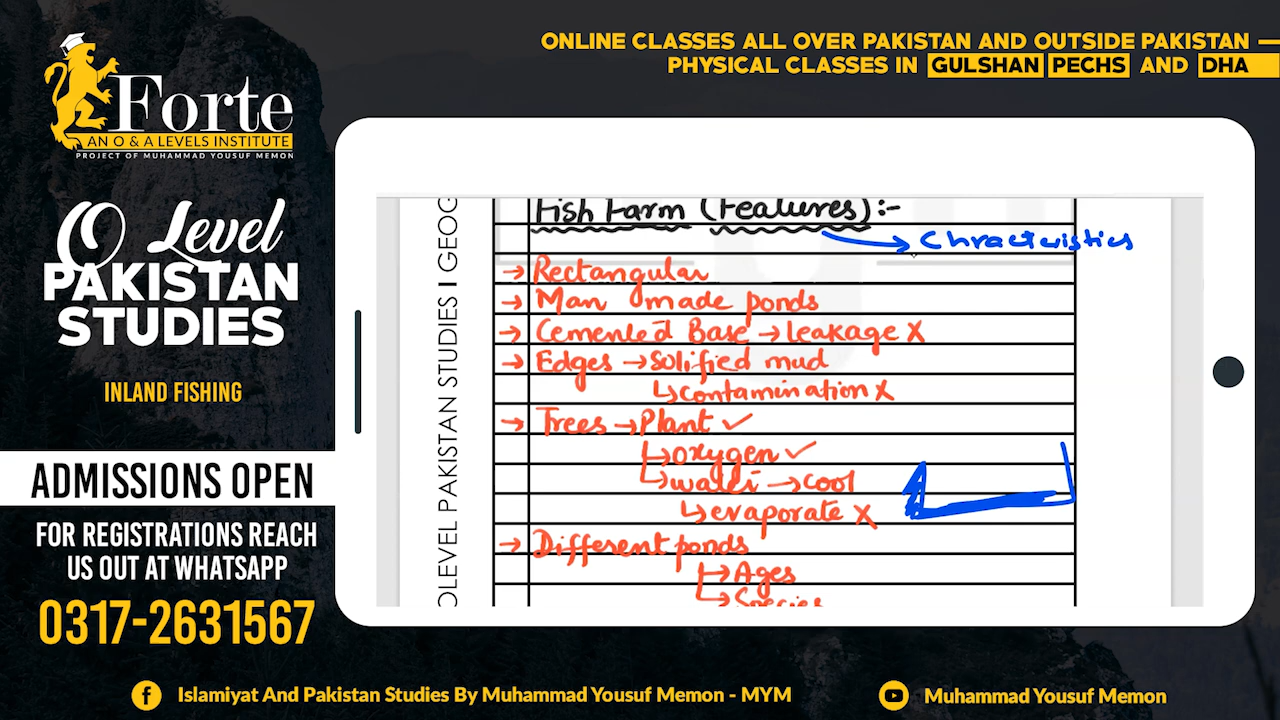 Forte
AN O & A LEVELS INSTITUTE
PROJECT OF MUHAMMAD YOUSUF MEMON
ONLINE CLASSES ALL OVER PAKISTAN AND OUTSIDE PAKISTAN —
PHYSICAL CLASSES IN GULSHAN PECHS AND DHA
O Level
PAKISTAN
STUDIES
INLAND FISHING
ADMISSIONS OPEN
FOR REGISTRATIONS REACH
US OUT AT WHATSAPP
0317-2631567
OLEVEL PAKISTAN STUDIES I GEOG
Fish Farm (Features):-
→ Chracteristics
→ Rectangular
→ Man made ponds
→ Cemented Base → leakage X
→ Edges → Solified mud
↳ contamination X
→ Trees → Plant ✓
↳ oxygen ✓
↳ water → cool
↳ evaporate X
→ Different ponds
↳ Ages
↳ Species
Islamiyat And Pakistan Studies By Muhammad Yousuf Memon - MYM
Muhammad Yousuf Memon